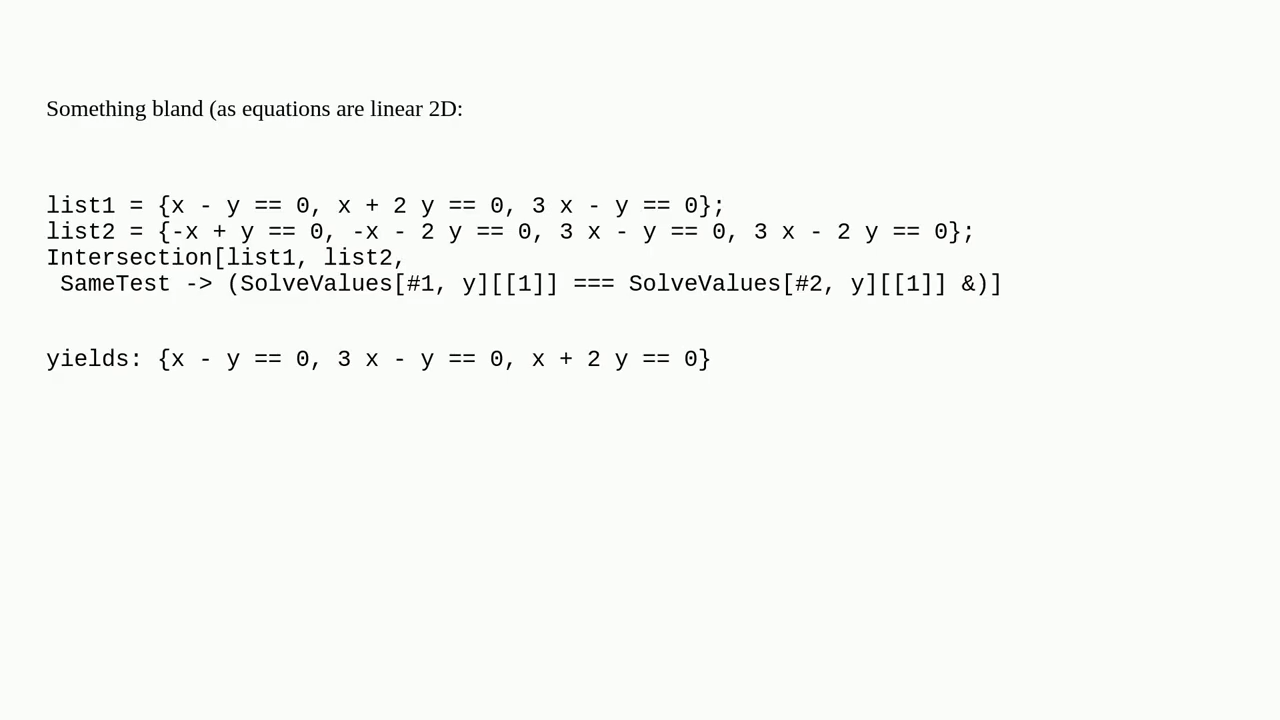 Something bland (as equations are linear 2D:
list1 = {x - y == 0, x + 2 y == 0, 3 x - y == 0};
list2 = {-x + y == 0, -x - 2 y == 0, 3 x - y == 0, 3 x - 2 y == 0};
Intersection[list1, list2,
 SameTest -> (SolveValues[#1, y][[1]] === SolveValues[#2, y][[1]] &)]
yields: {x - y == 0, 3 x - y == 0, x + 2 y == 0}